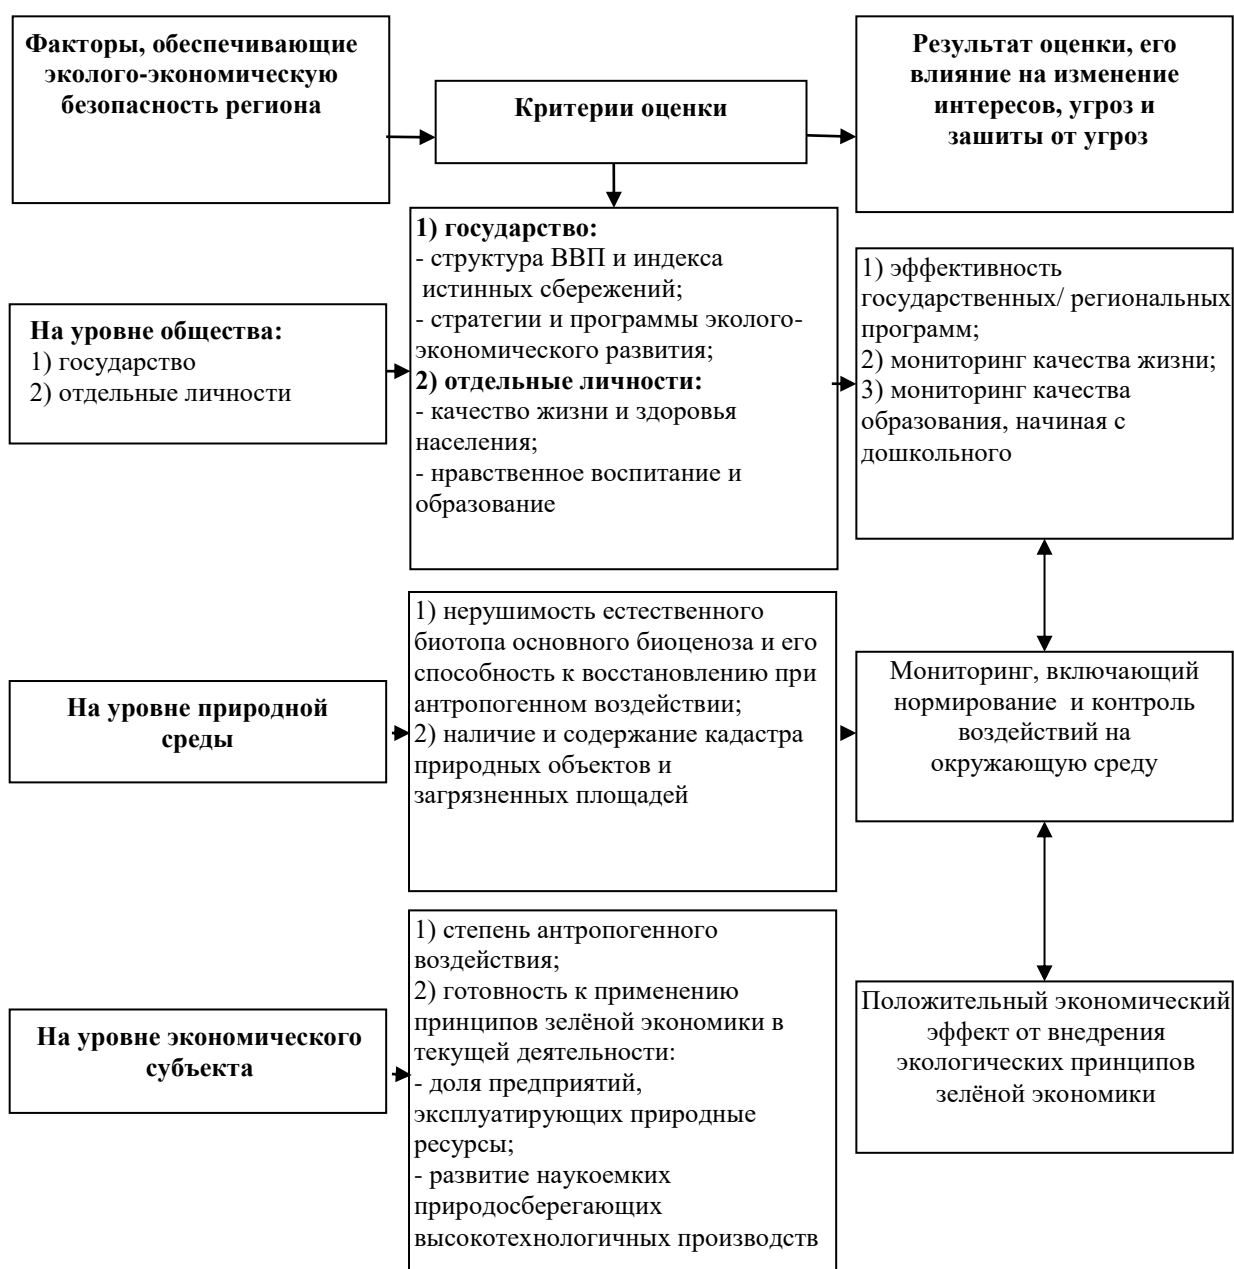 Факторы, обеспечивающие
эколого-экономическую
безопасность региона
Критерии оценки
Результат оценки, его
влияние на изменение
интересов, угроз и
зашиты от угроз
На уровне общества:
1) государство
2) отдельные личности
1) государство:
- структура ВВП и индекса
истинных сбережений;
- стратегии и программы эколого-
экономического развития;
2) отдельные личности:
- качество жизни и здоровья
населения;
- нравственное воспитание и
образование
1) эффективность
государственных/ региональных
программ;
2) мониторинг качества жизни;
3) мониторинг качества
образования, начиная с
дошкольного
На уровне природной
среды
1) нерушимость естественного
биотопа основного биоценоза и его
способность к восстановлению при
антропогенном воздействии;
2) наличие и содержание кадастра
природных объектов и
загрязненных площадей
Мониторинг, включающий
нормирование и контроль
воздействий на
окружающую среду
На уровне экономического
субъекта
1) степень антропогенного
воздействия;
2) готовность к применению
принципов зелёной экономики в
текущей деятельности:
- доля предприятий,
эксплуатирующих природные
ресурсы;
- развитие наукоемких
природосберегающих
высокотехнологичных производств
Положительный экономический
эффект от внедрения
экологических принципов
зелёной экономики